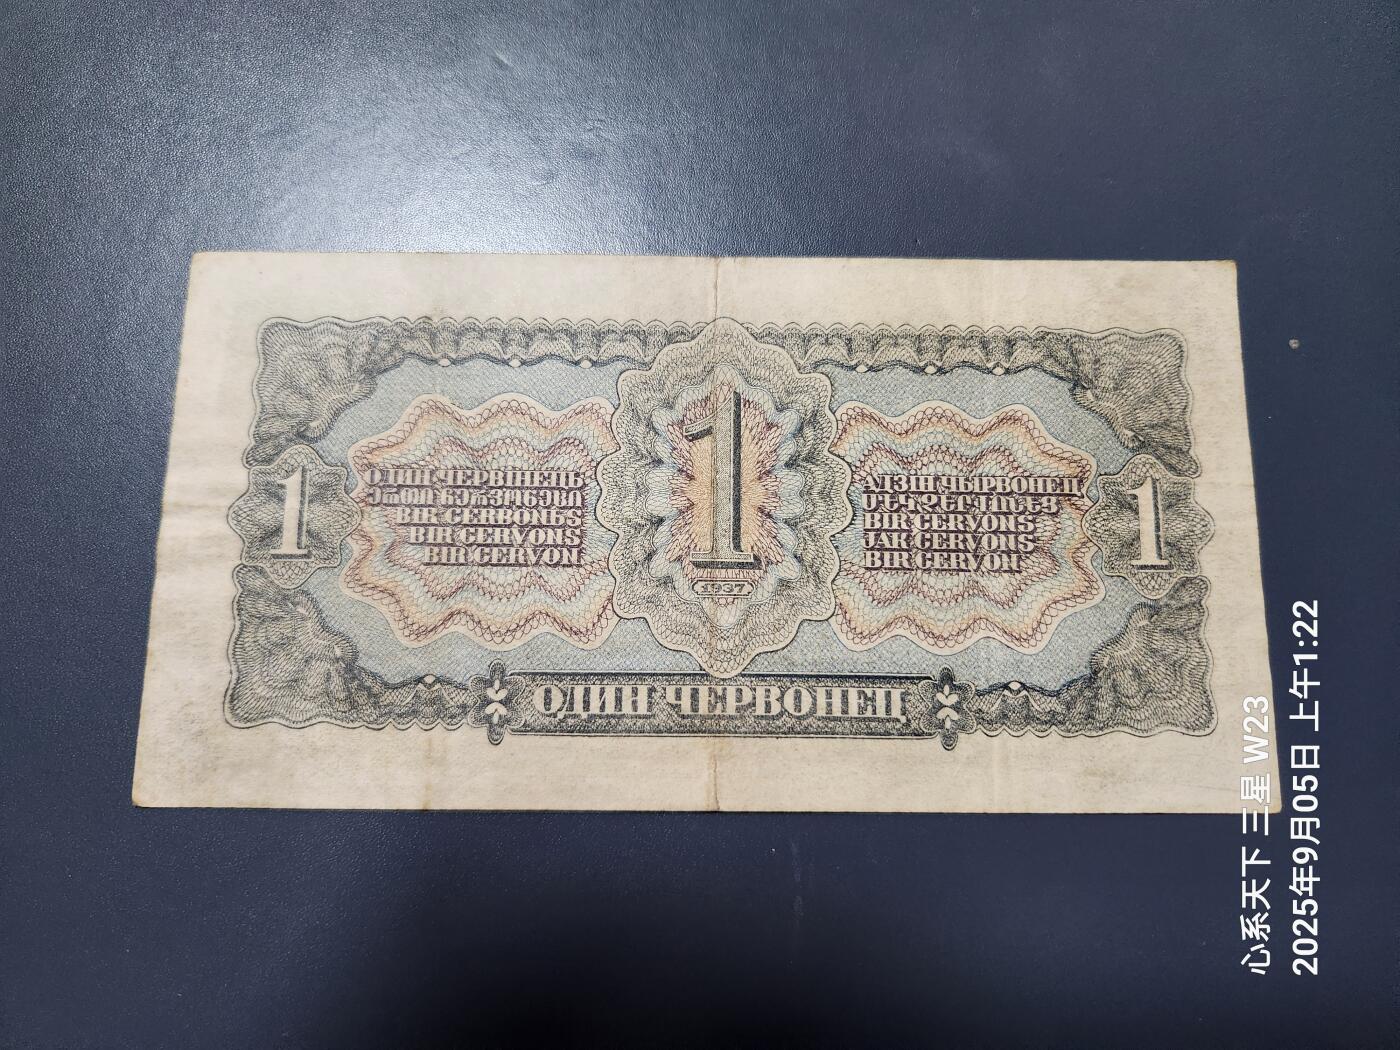 1
1
1
1937
ОДИН ЧЕРВІНЕЦЬ
BIR CERVONƵ
BIR CERVON
АДЗІН ЧЫРВОНЕЦ
BIR CERVONS
JAK CERVONS
BIR CERVON
ОДИН ЧЕРВОНЕЦ
心系天下 三星 W23
2025年9月05日 上午1:22